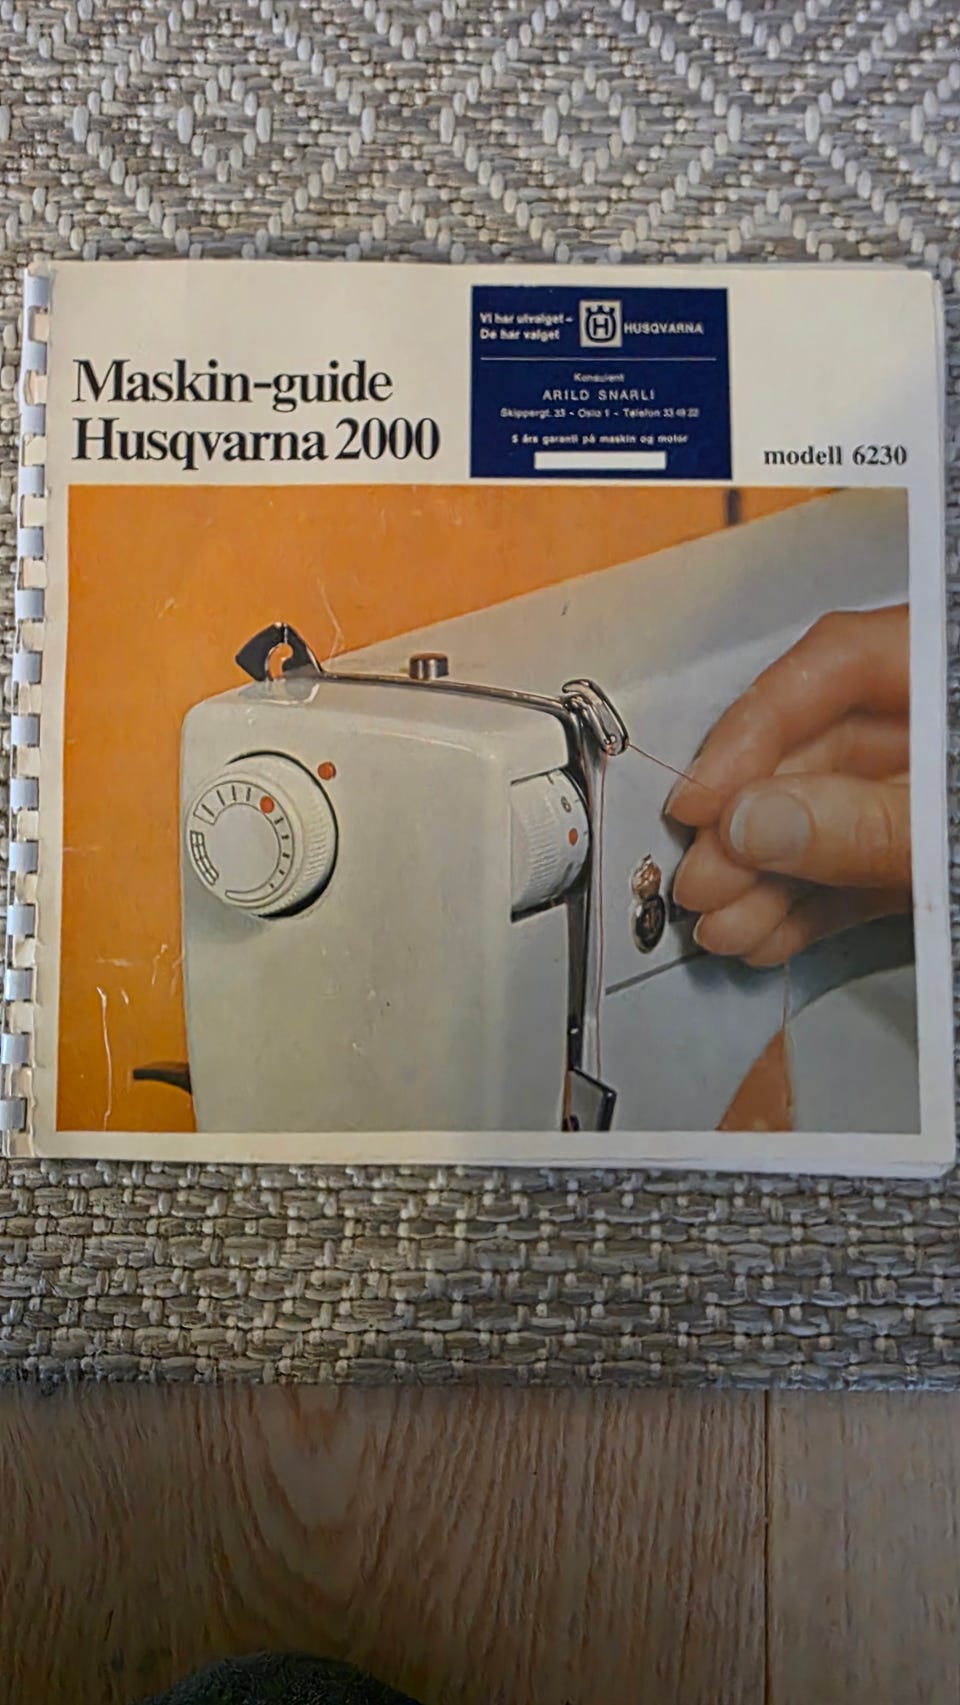 Maskin-guide
Husqvarna 2000
Vi har utvalget -
De har valget
H
HUSQVARNA
Konsulent
ARILD SNARLI
Skippergt. 33 - Oslo 1 - Telefon 33 49 22
5 års garanti på maskin og motor
modell 6230
6